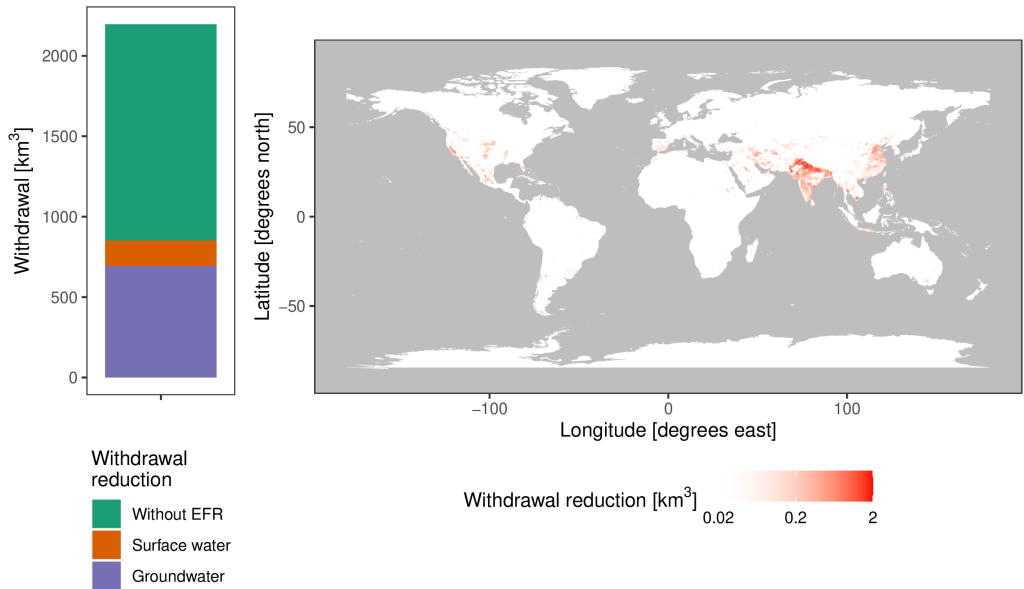 Withdrawal [km³]
2000
1500
1000
500
0
Withdrawal
reduction
Without EFR
Surface water
Groundwater
Latitude [degrees north]
50
0
−50
−100
0
100
Longitude [degrees east]
Withdrawal reduction [km³]
0.02
0.2
2